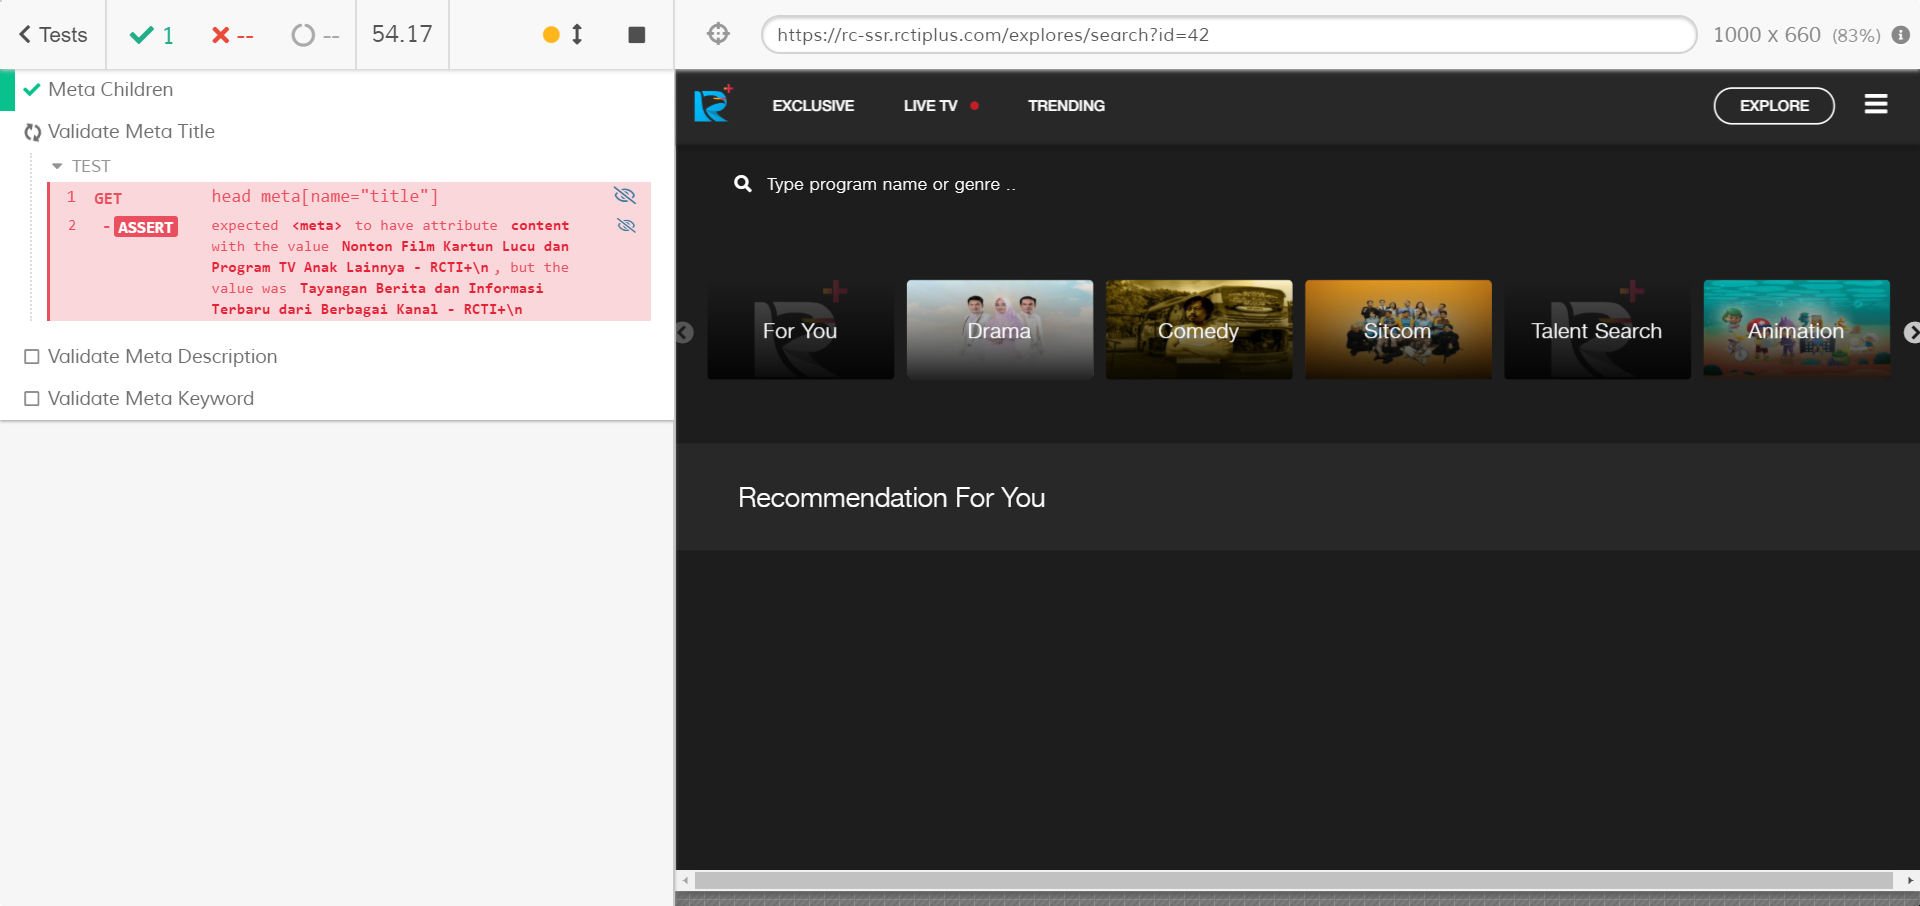 Tests
1
--
--
54.17
https://rc-ssr.rctiplus.com/explores/search?id=42
1000 x 660 (83%)
Meta Children
Validate Meta Title
TEST
1 GET head meta[name="title"]
2 -ASSERT expected <meta> to have attribute content
with the value Nonton Film Kartun Lucu dan
Program TV Anak Lainnya - RCTI+\n , but the
value was Tayangan Berita dan Informasi
Terbaru dari Berbagai Kanal - RCTI+\n
Validate Meta Description
Validate Meta Keyword
EXCLUSIVE
LIVE TV
TRENDING
EXPLORE
Type program name or genre ..
For You
Drama
Comedy
Sitcom
Talent Search
Animation
Recommendation For You